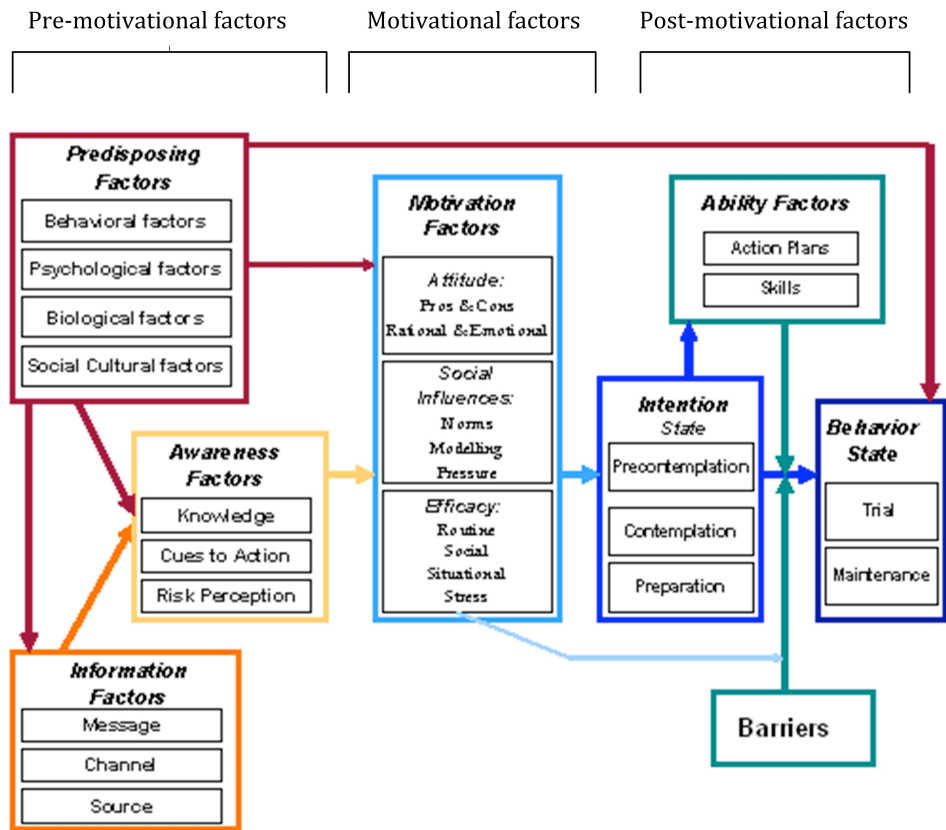 Pre-motivational factors
Motivational factors
Post-motivational factors
Predisposing
Factors
Behavioral factors
Psychological factors
Biological factors
Social Cultural factors
Awareness
Factors
Knowledge
Cues to Action
Risk Perception
Information
Factors
Message
Channel
Source
Motivation
Factors
Attitude:
Pros &Cons
Rational &Emotional
Social
Influences:
Norms
Modelling
Pressure
Efficacy:
Routine
Social
Situational
Stress
Intention
State
Precontemplation
Contemplation
Preparation
Ability Factors
Action Plans
Skills
Behavior
State
Trial
Maintenance
Barriers